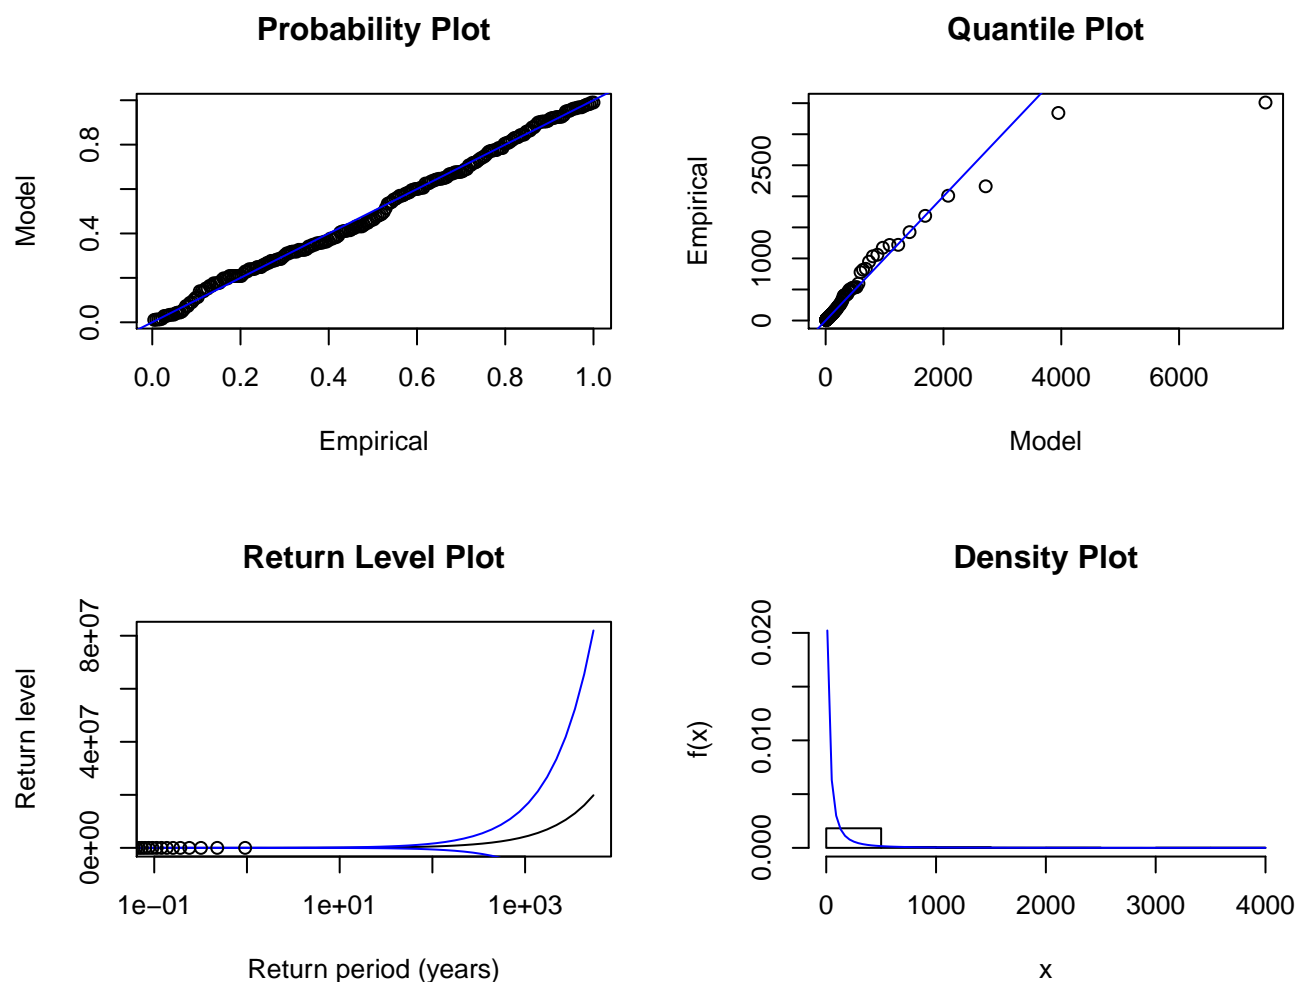 Probability Plot
Model
0.0 0.4 0.8
0.0 0.2 0.4 0.6 0.8 1.0
Empirical
Quantile Plot
Empirical
0 1000 2500
0 2000 4000 6000
Model
Return Level Plot
Return level
0e+00 4e+07 8e+07
1e−01 1e+01 1e+03
Return period (years)
Density Plot
f(x)
0.000 0.010 0.020
0 1000 2000 3000 4000
x